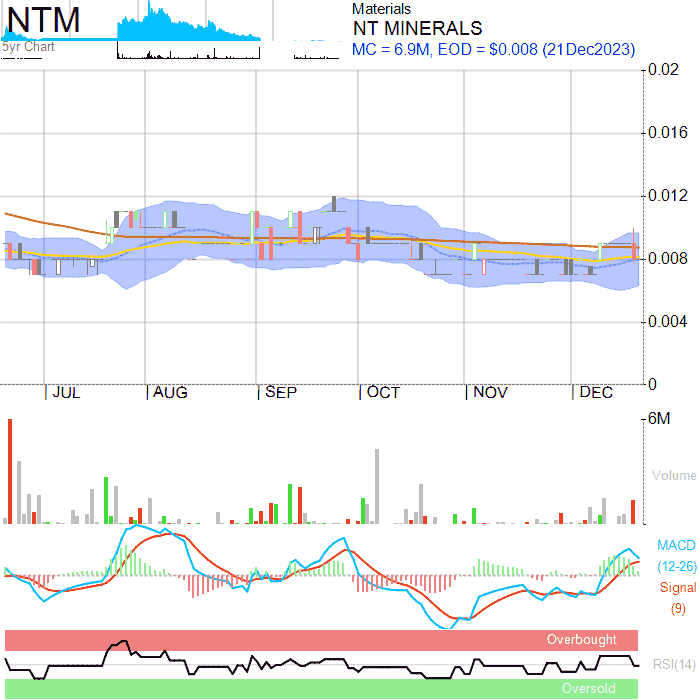 NTM
5yr Chart
Materials
NT MINERALS
MC = 6.9M, EOD = $0.008 (21Dec2023)
0.02
0.016
0.012
0.008
0.004
0
JUL AUG SEP OCT NOV DEC
6M
Volume
MACD
(12-26)
Signal
(9)
Overbought
RSI(14)
Oversold